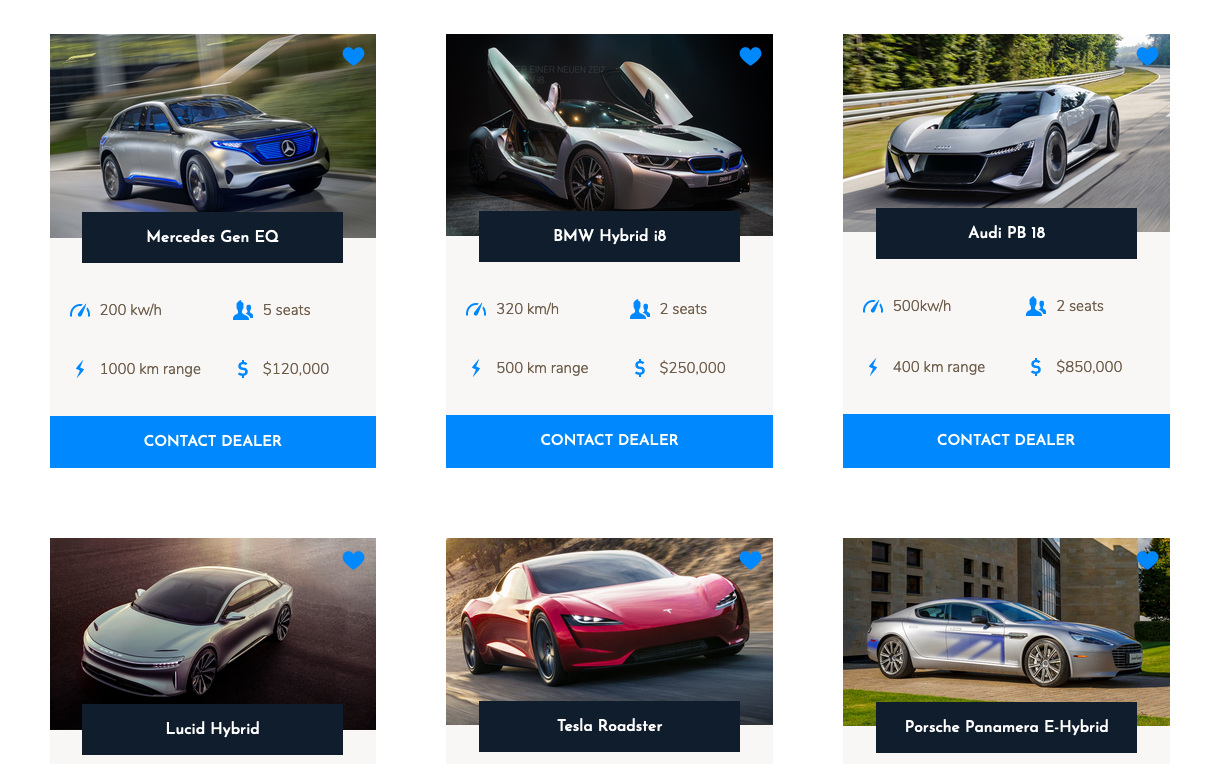 Mercedes Gen EQ
BMW Hybrid i8
Audi PB 18
200 kw/h
5 seats
320 km/h
2 seats
500kw/h
2 seats
1000 km range
$120,000
500 km range
$250,000
400 km range
$850,000
CONTACT DEALER
CONTACT DEALER
CONTACT DEALER
Lucid Hybrid
Tesla Roadster
Porsche Panamera E-Hybrid